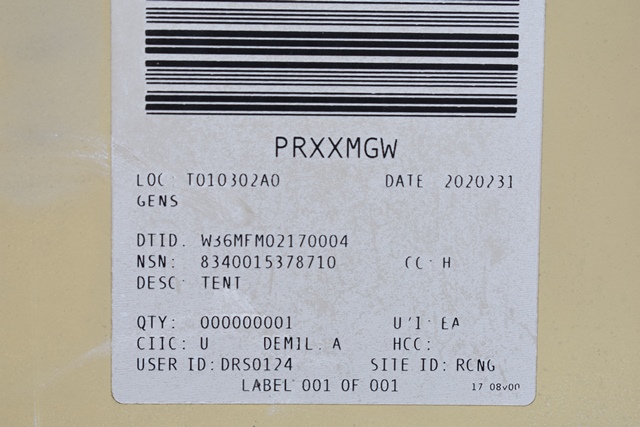 PRXXMGW
LOC: T010302A0 DATE 2020231
GENS
DTID. W36MFM02170004
NSN: 8340015378710 CC: H
DESC: TENT
QTY: 000000001 U/I: EA
CIIC: U DEMIL. A HCC:
USER ID: DRS0124 SITE ID: RCNG
LABEL 001 OF 001 17 08v00